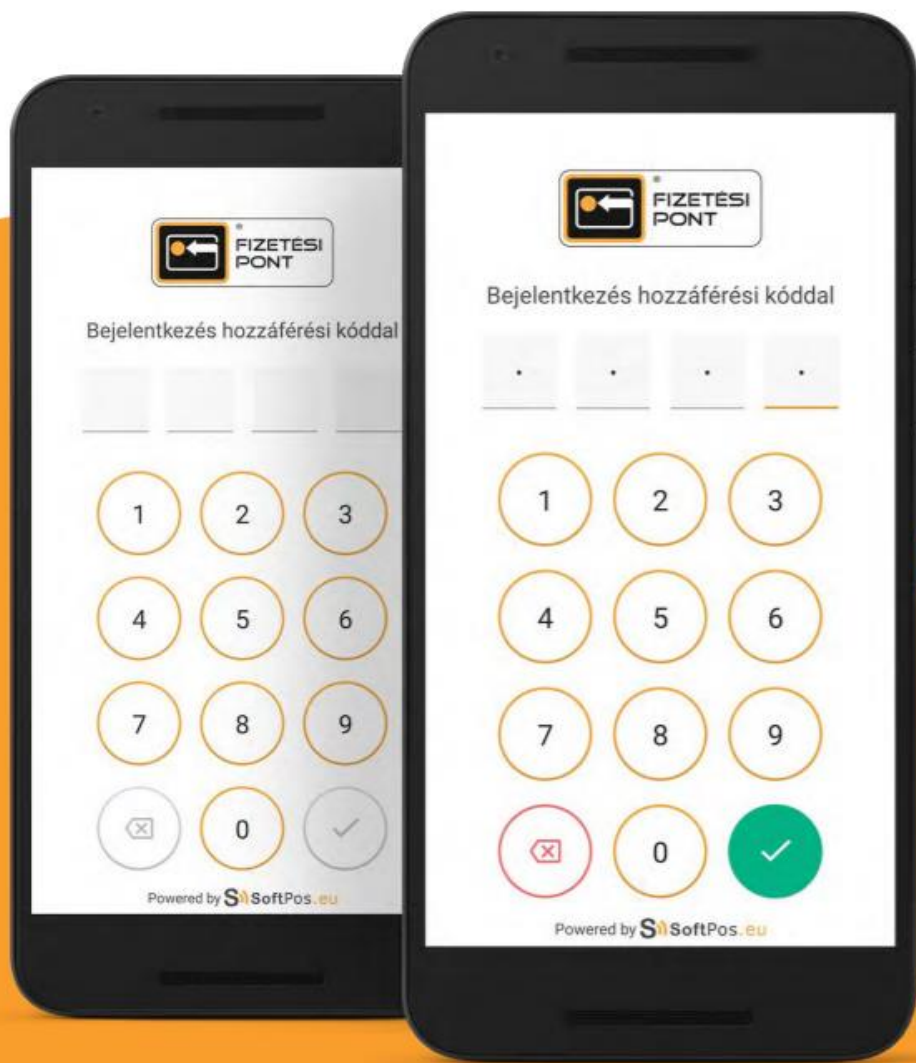 FIZETÉSI
PONT
Bejelentkezés hozzáférési kóddal
1 2 3
4 5 6
7 8 9
0
Powered by SoftPos.eu
FIZETÉSI
PONT
Bejelentkezés hozzáférési kóddal
1 2 3
4 5 6
7 8 9
0
Powered by SoftPos.eu